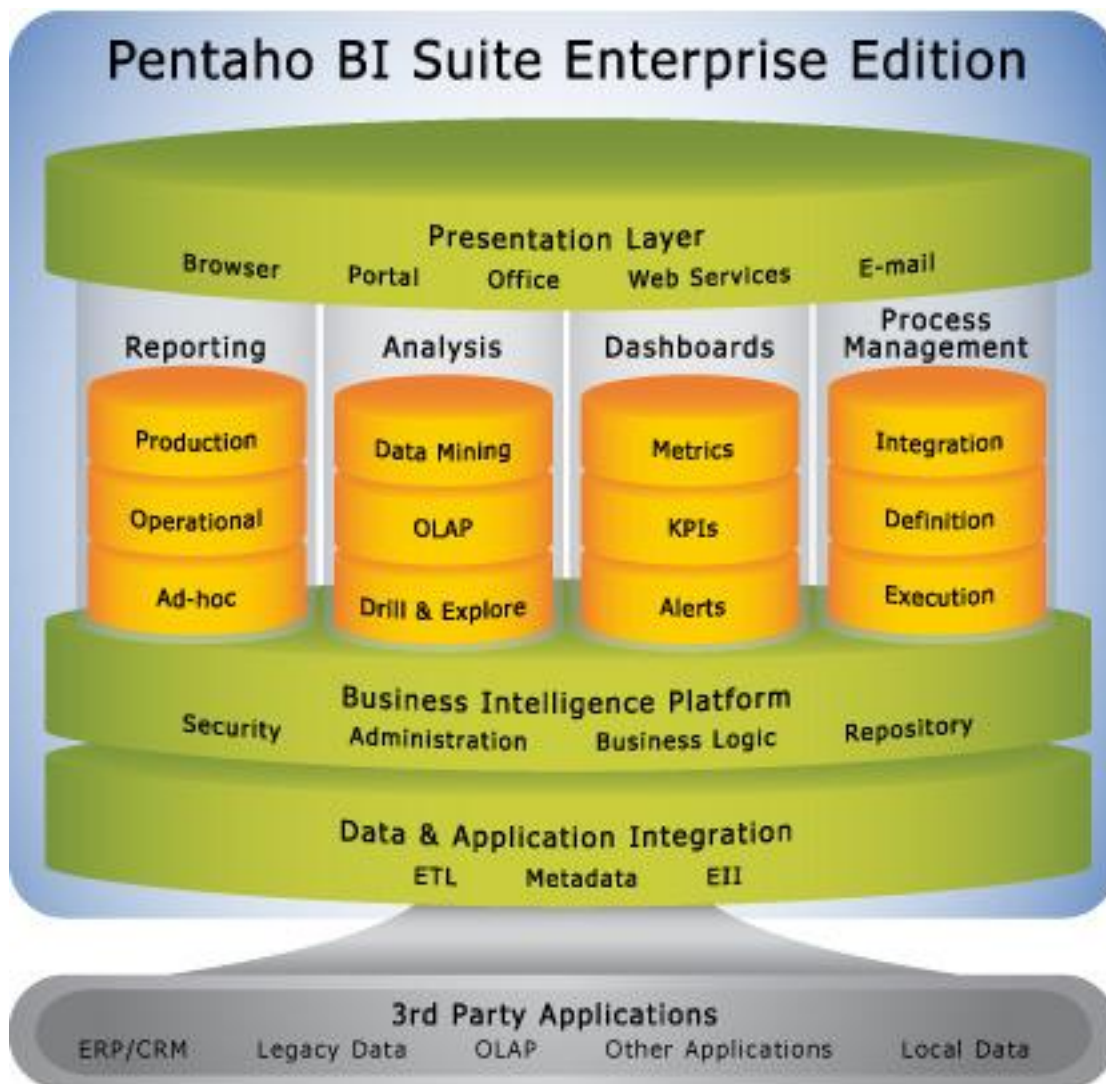 Pentaho BI Suite Enterprise Edition
Presentation Layer
Browser Portal Office Web Services E-mail
Reporting Analysis Dashboards Process Management
Production Data Mining Metrics Integration
Operational OLAP KPIs Definition
Ad-hoc Drill & Explore Alerts Execution
Business Intelligence Platform
Security Administration Business Logic Repository
Data & Application Integration
ETL Metadata EII
3rd Party Applications
ERP/CRM Legacy Data OLAP Other Applications Local Data